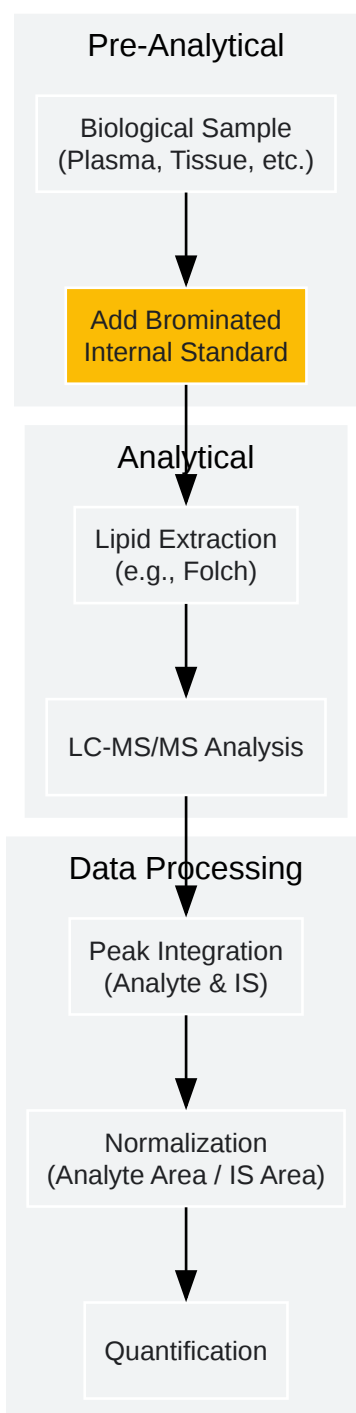 Pre-Analytical
Biological Sample
(Plasma, Tissue, etc.)
Add Brominated
Internal Standard
Analytical
Lipid Extraction
(e.g., Folch)
LC-MS/MS Analysis
Data Processing
Peak Integration
(Analyte & IS)
Normalization
(Analyte Area / IS Area)
Quantification